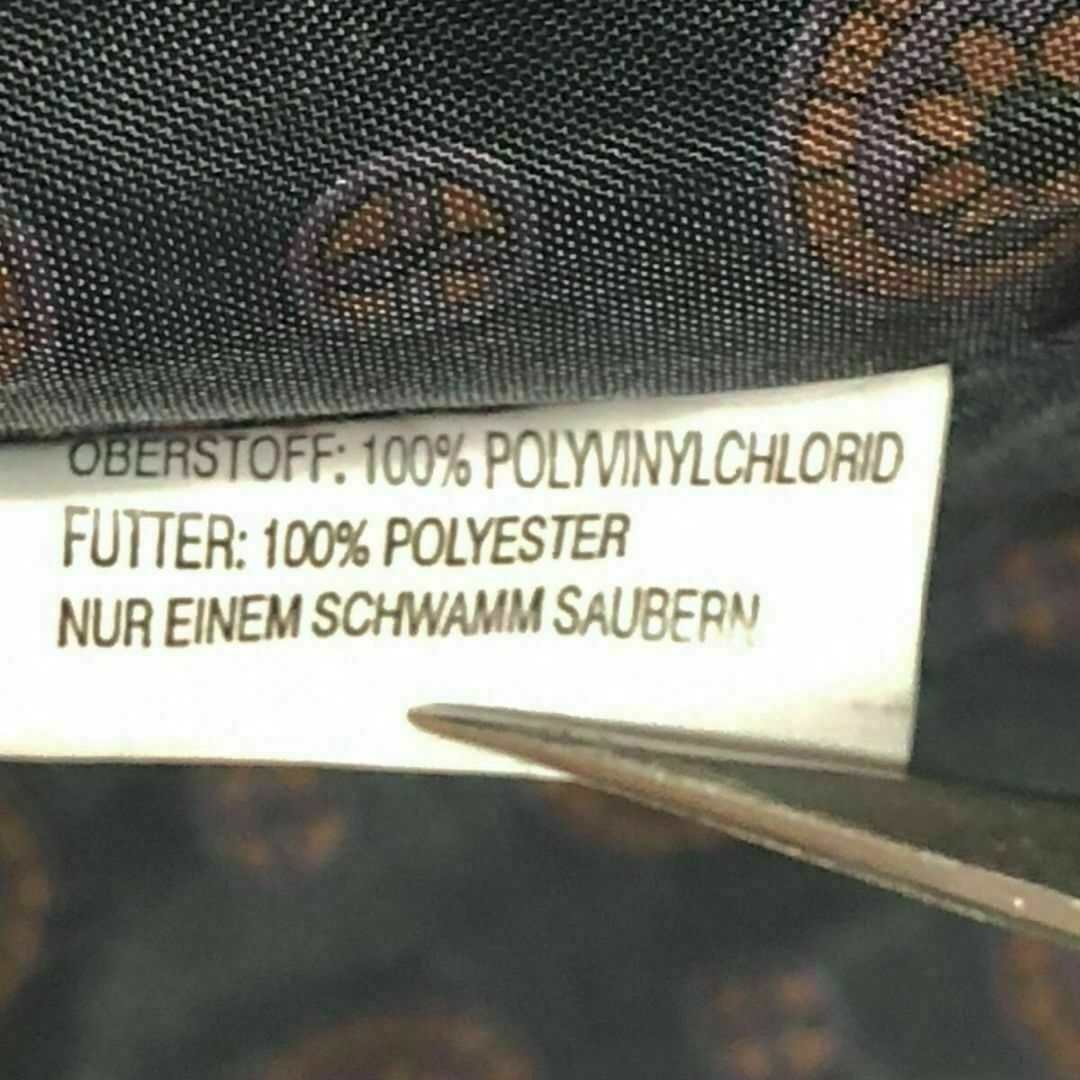 OBERSTOFF: 100% POLYVINYLCHLORID
FUTTER: 100% POLYESTER
NUR EINEM SCHWAMM SAUBERN